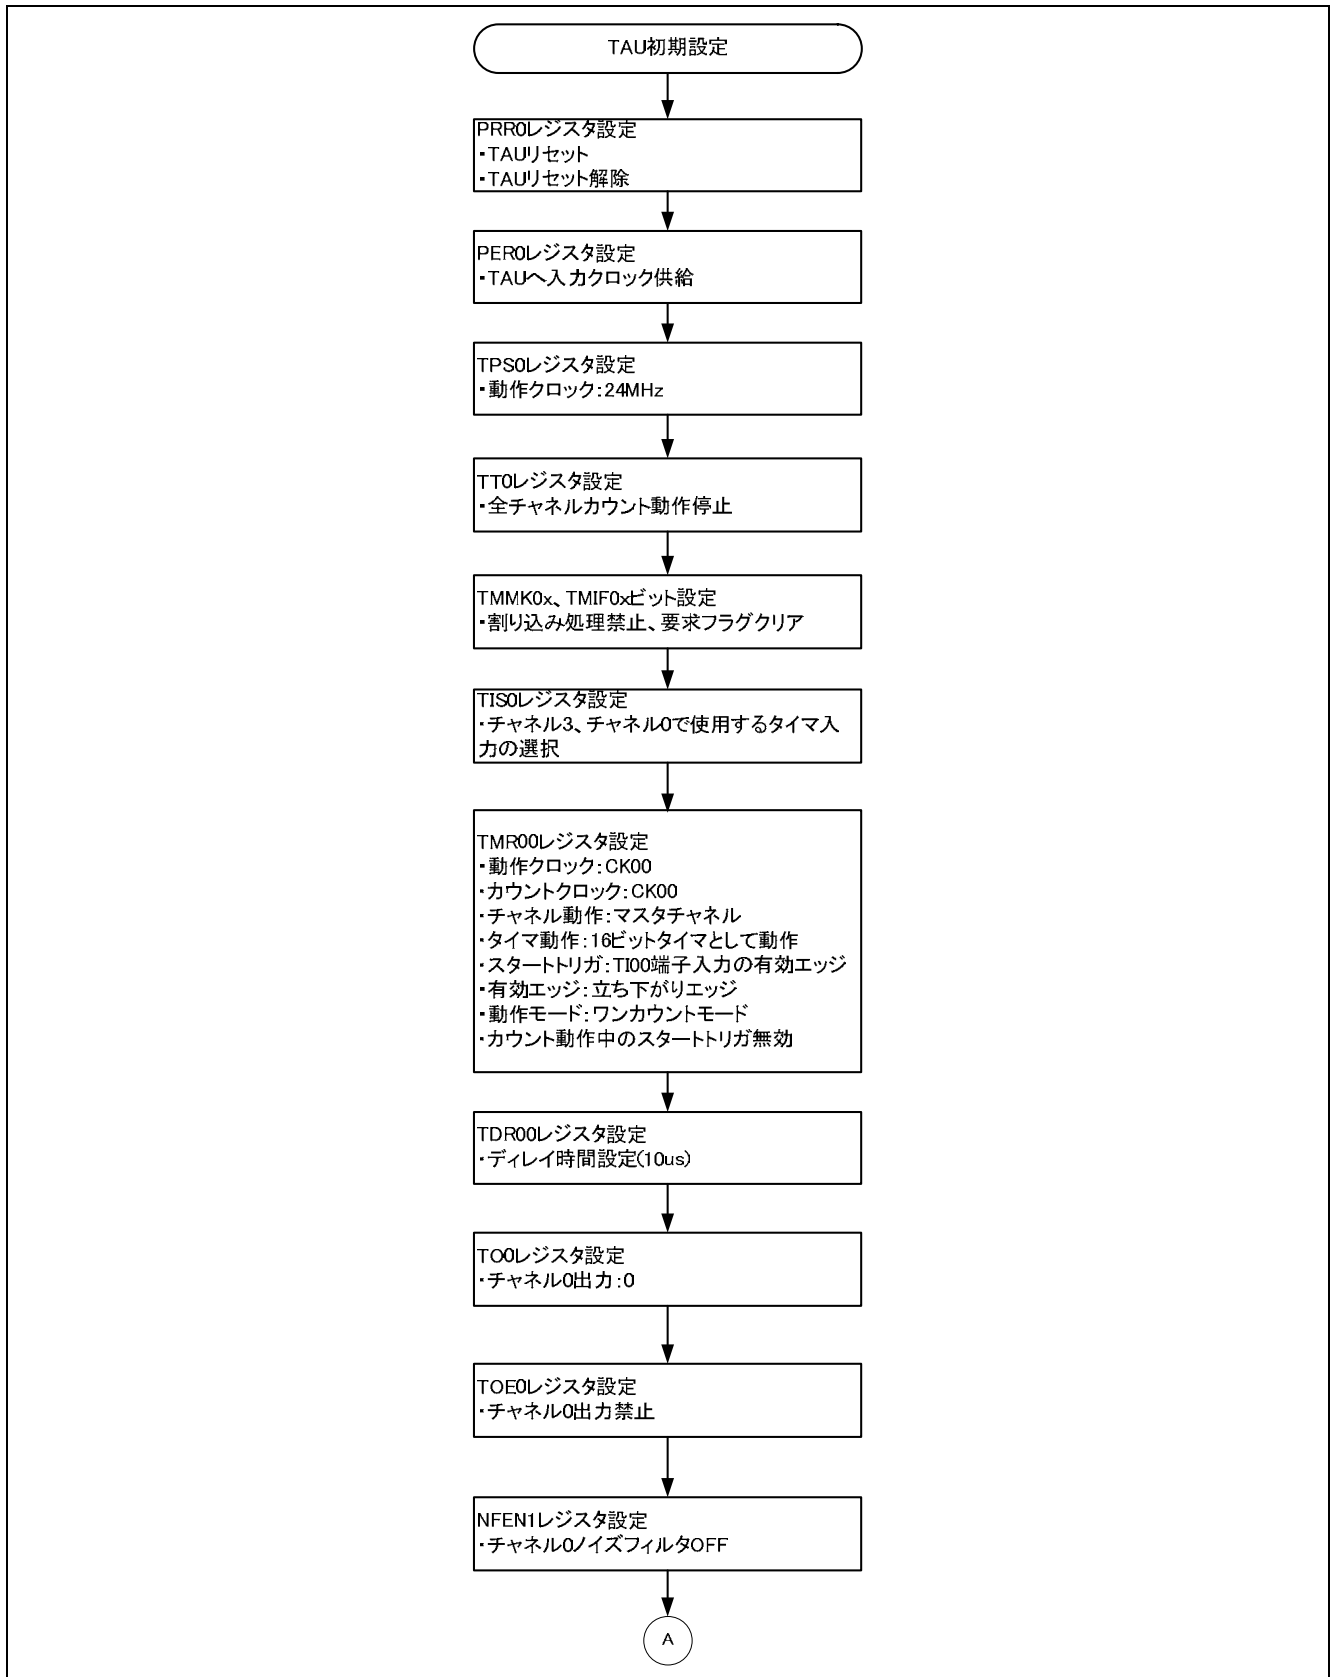 TAU初期設定
PRR0レジスタ設定
・TAUリセット
・TAUリセット解除
PER0レジスタ設定
・TAUへ入力クロック供給
TPS0レジスタ設定
・動作クロック:24MHz
TT0レジスタ設定
・全チャネルカウント動作停止
TMMK0x、TMIF0xビット設定
・割り込み処理禁止、要求フラグクリア
TIS0レジスタ設定
・チャネル3、チャネル0で使用するタイマ入
力の選択
TMR00レジスタ設定
・動作クロック:CK00
・カウントクロック:CK00
・チャネル動作:マスタチャネル
・タイマ動作:16ビットタイマとして動作
・スタートトリガ:TI00端子入力の有効エッジ
・有効エッジ:立ち下がりエッジ
・動作モード:ワンカウントモード
・カウント動作中のスタートトリガ無効
TDR00レジスタ設定
・ディレイ時間設定(10us)
TO0レジスタ設定
・チャネル0出力:0
TOE0レジスタ設定
・チャネル0出力禁止
NFEN1レジスタ設定
・チャネル0ノイズフィルタOFF
A